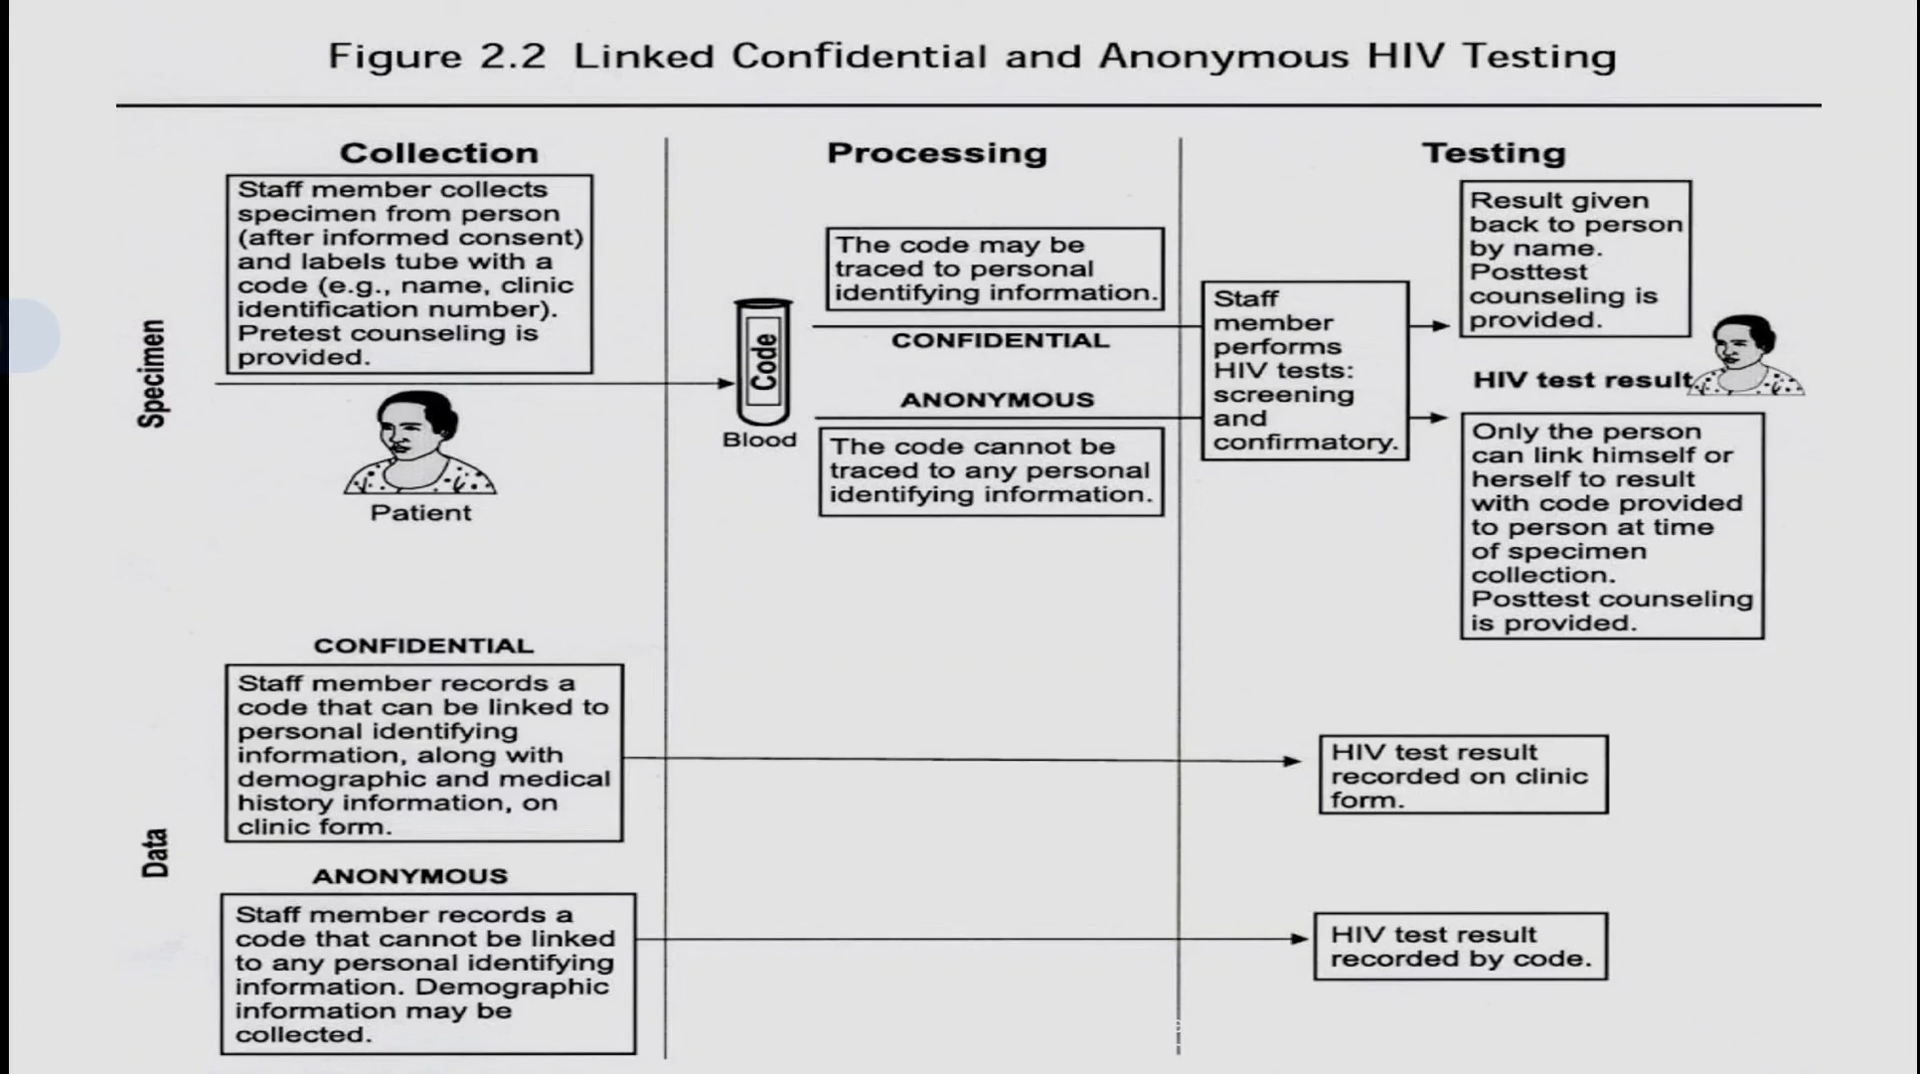 Figure 2.2 Linked Confidential and Anonymous HIV Testing
Collection
Processing
Testing
Specimen
Staff member collects
specimen from person
(after informed consent)
and labels tube with a
code (e.g., name, clinic
identification number).
Pretest counseling is
provided.
Patient
Code
Blood
The code may be
traced to personal
identifying information.
CONFIDENTIAL
ANONYMOUS
The code cannot be
traced to any personal
identifying information.
Staff
member
performs
HIV tests:
screening
and
confirmatory.
Result given
back to person
by name.
Posttest
counseling is
provided.
HIV test result
Only the person
can link himself or
herself to result
with code provided
to person at time
of specimen
collection.
Posttest counseling
is provided.
Data
CONFIDENTIAL
Staff member records a
code that can be linked to
personal identifying
information, along with
demographic and medical
history information, on
clinic form.
HIV test result
recorded on clinic
form.
ANONYMOUS
Staff member records a
code that cannot be linked
to any personal identifying
information. Demographic
information may be
collected.
HIV test result
recorded by code.